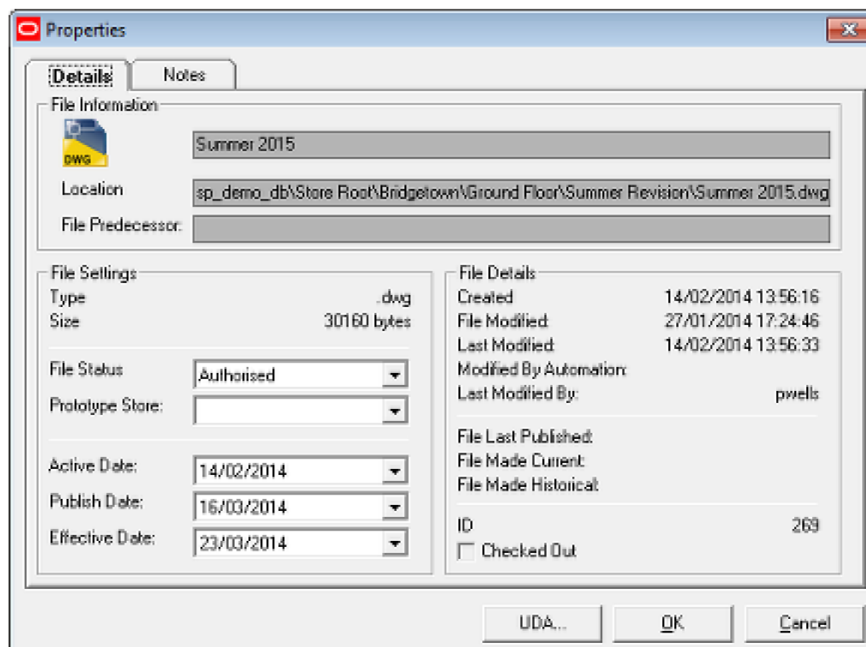 Properties
Details Notes
File Information
DWG
Summer 2015
Location sp_demo_db\Store Root\Bridgetown\Ground Floor\Summer Revision\Summer 2015.dwg
File Predecessor:
File Settings
Type .dwg
Size 30160 bytes
File Status Authorised
Prototype Store:
Active Date: 14/02/2014
Publish Date: 16/03/2014
Effective Date: 23/03/2014
File Details
Created 14/02/2014 13:56:16
File Modified: 27/01/2014 17:24:46
Last Modified: 14/02/2014 13:56:33
Modified By Automation:
Last Modified By: pwells
File Last Published:
File Made Current:
File Made Historical:
ID 269
Checked Out
UDA... OK Cancel